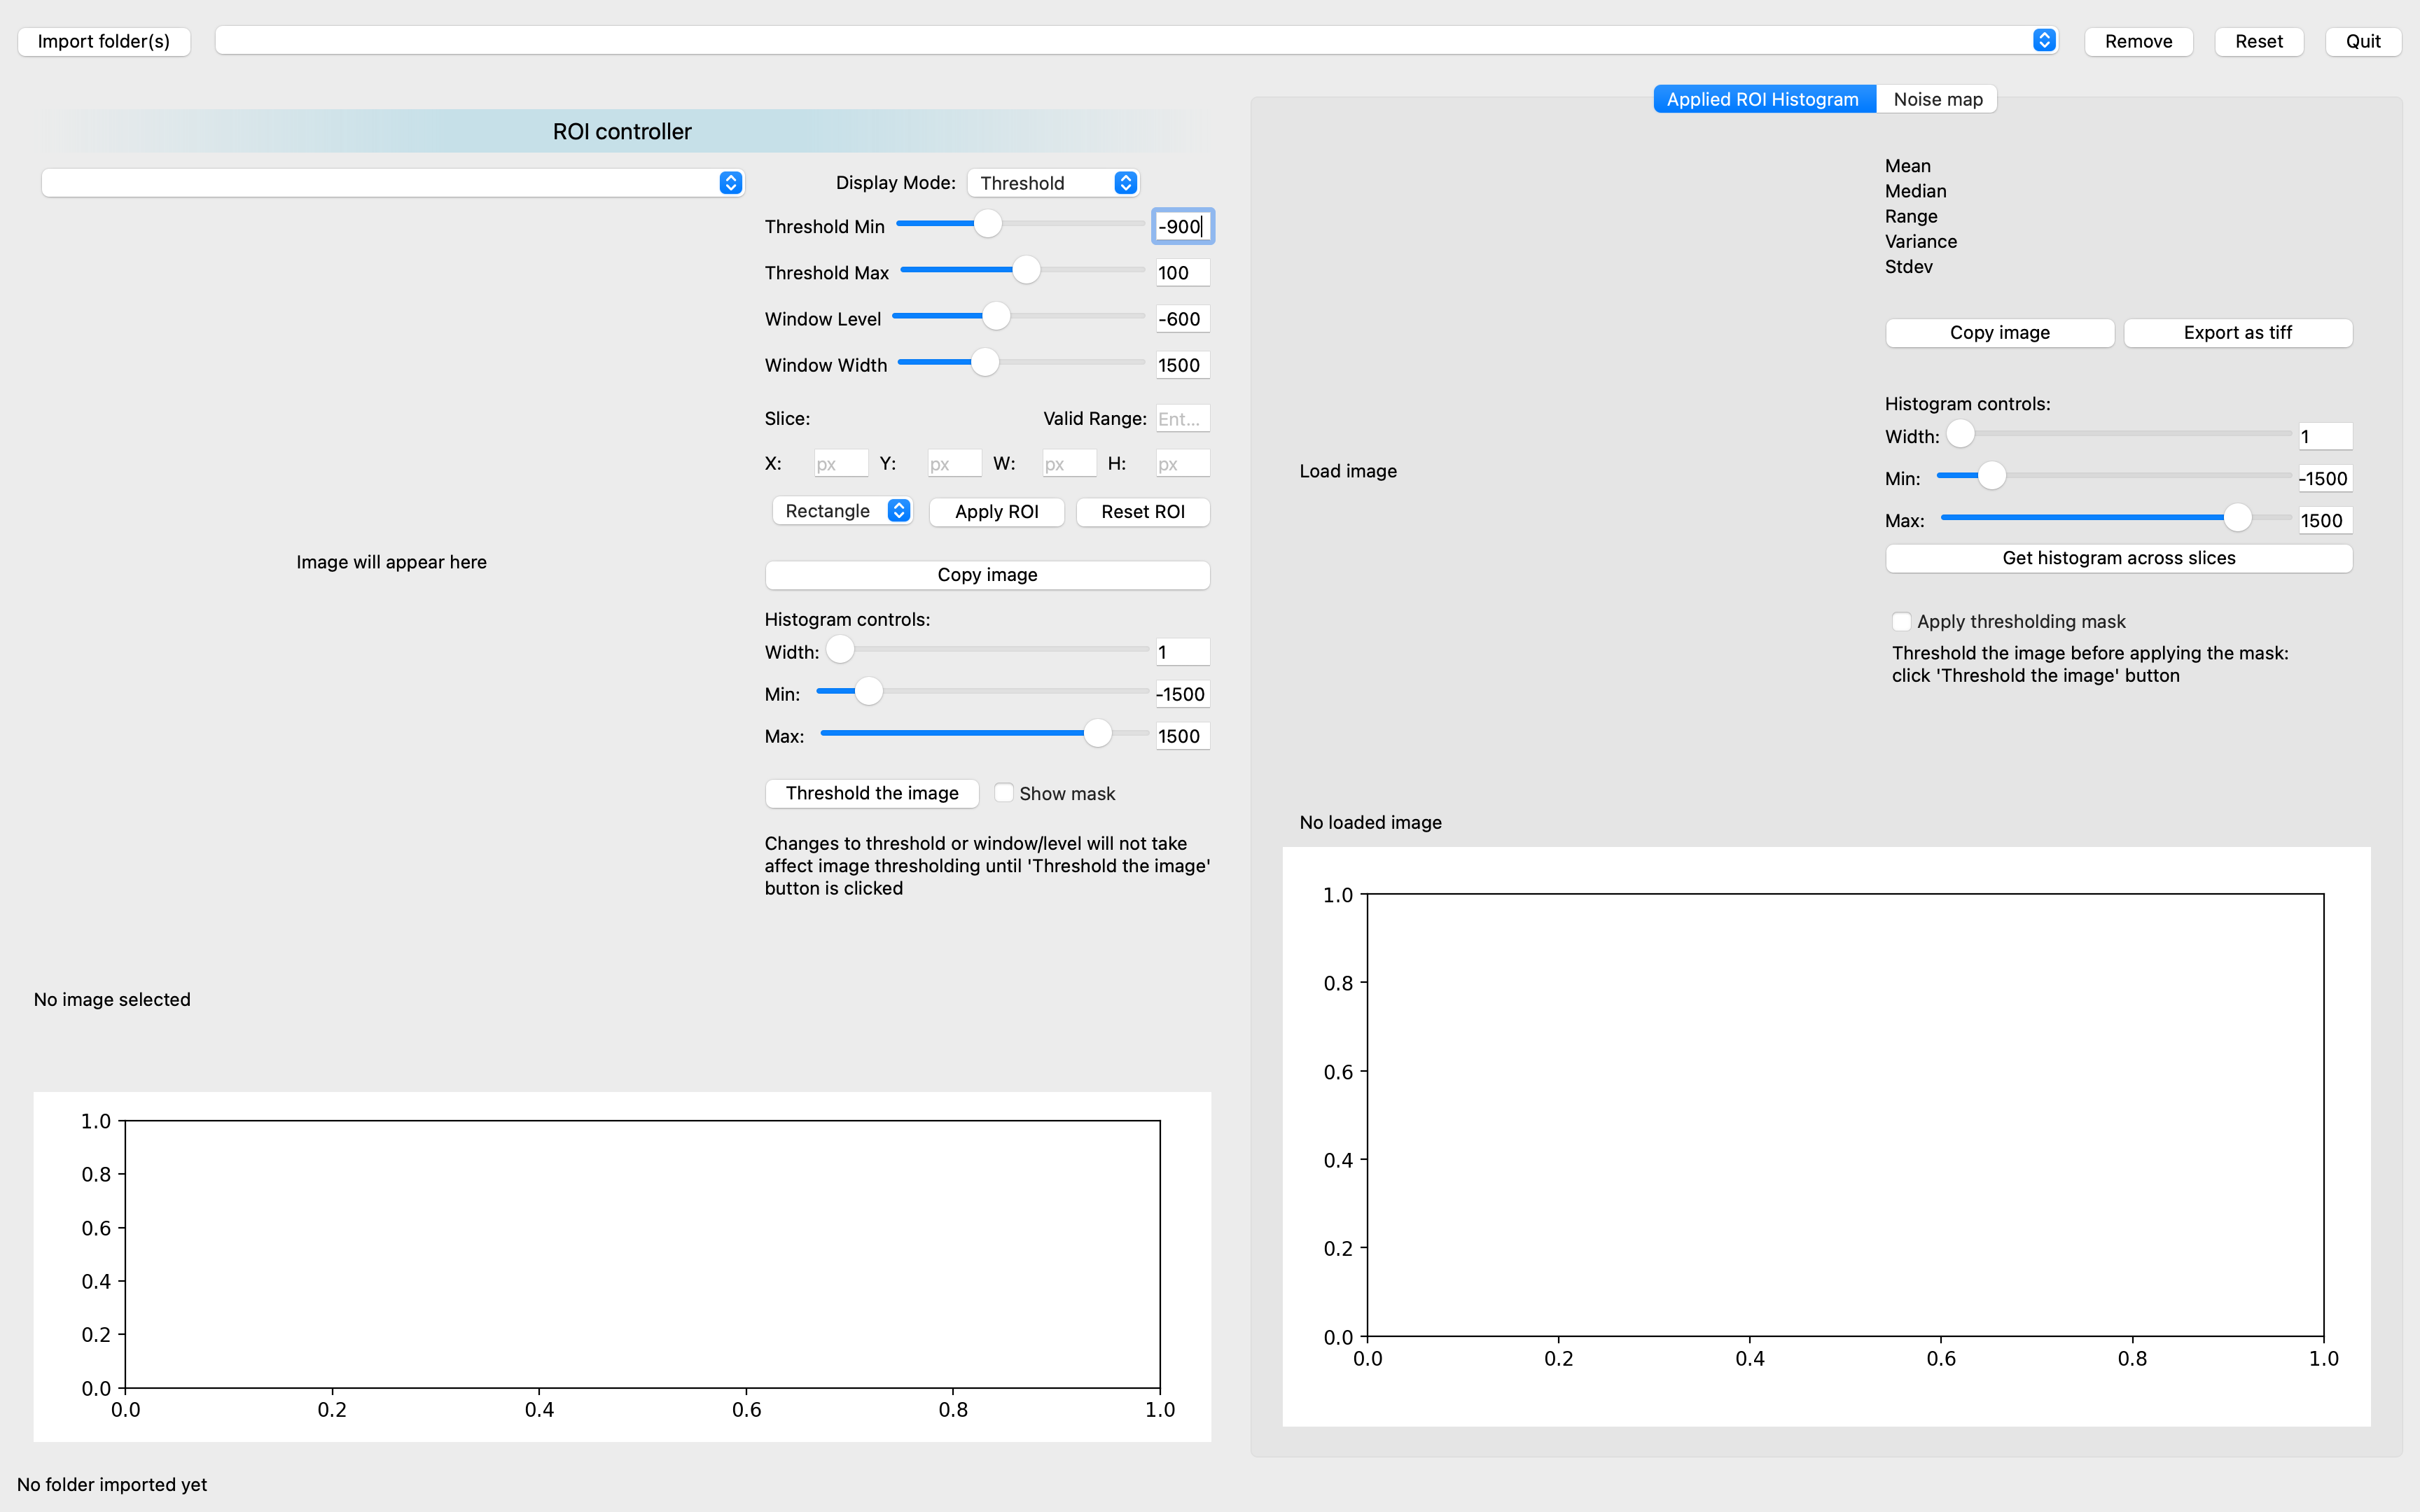 Import folder(s)
Remove
Reset
Quit
ROI controller
Display Mode: Threshold
Threshold Min -900
Threshold Max 100
Window Level -600
Window Width 1500
Slice: Valid Range: Ent...
X: px Y: px W: px H: px
Rectangle Apply ROI Reset ROI
Image will appear here
Copy image
Histogram controls:
Width: 1
Min: -1500
Max: 1500
Threshold the image Show mask
Changes to threshold or window/level will not take
affect image thresholding until 'Threshold the image'
button is clicked
No image selected
1.0
0.8
0.6
0.4
0.2
0.0
0.0 0.2 0.4 0.6 0.8 1.0
No folder imported yet
Applied ROI Histogram Noise map
Mean
Median
Range
Variance
Stdev
Copy image Export as tiff
Histogram controls:
Width: 1
Load image
Min: -1500
Max: 1500
Get histogram across slices
Apply thresholding mask
Threshold the image before applying the mask:
click 'Threshold the image' button
No loaded image
1.0
0.8
0.6
0.4
0.2
0.0
0.0 0.2 0.4 0.6 0.8 1.0